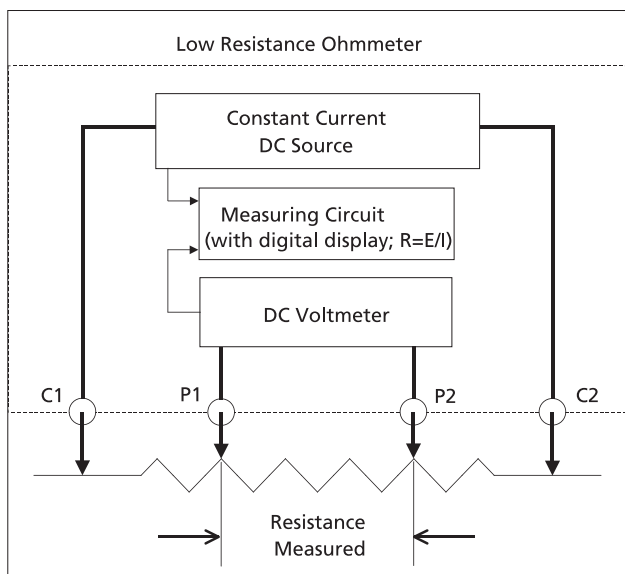 Low Resistance Ohmmeter
Constant Current
DC Source
Measuring Circuit
(with digital display; R=E/I)
DC Voltmeter
C1
P1
P2
C2
Resistance
Measured